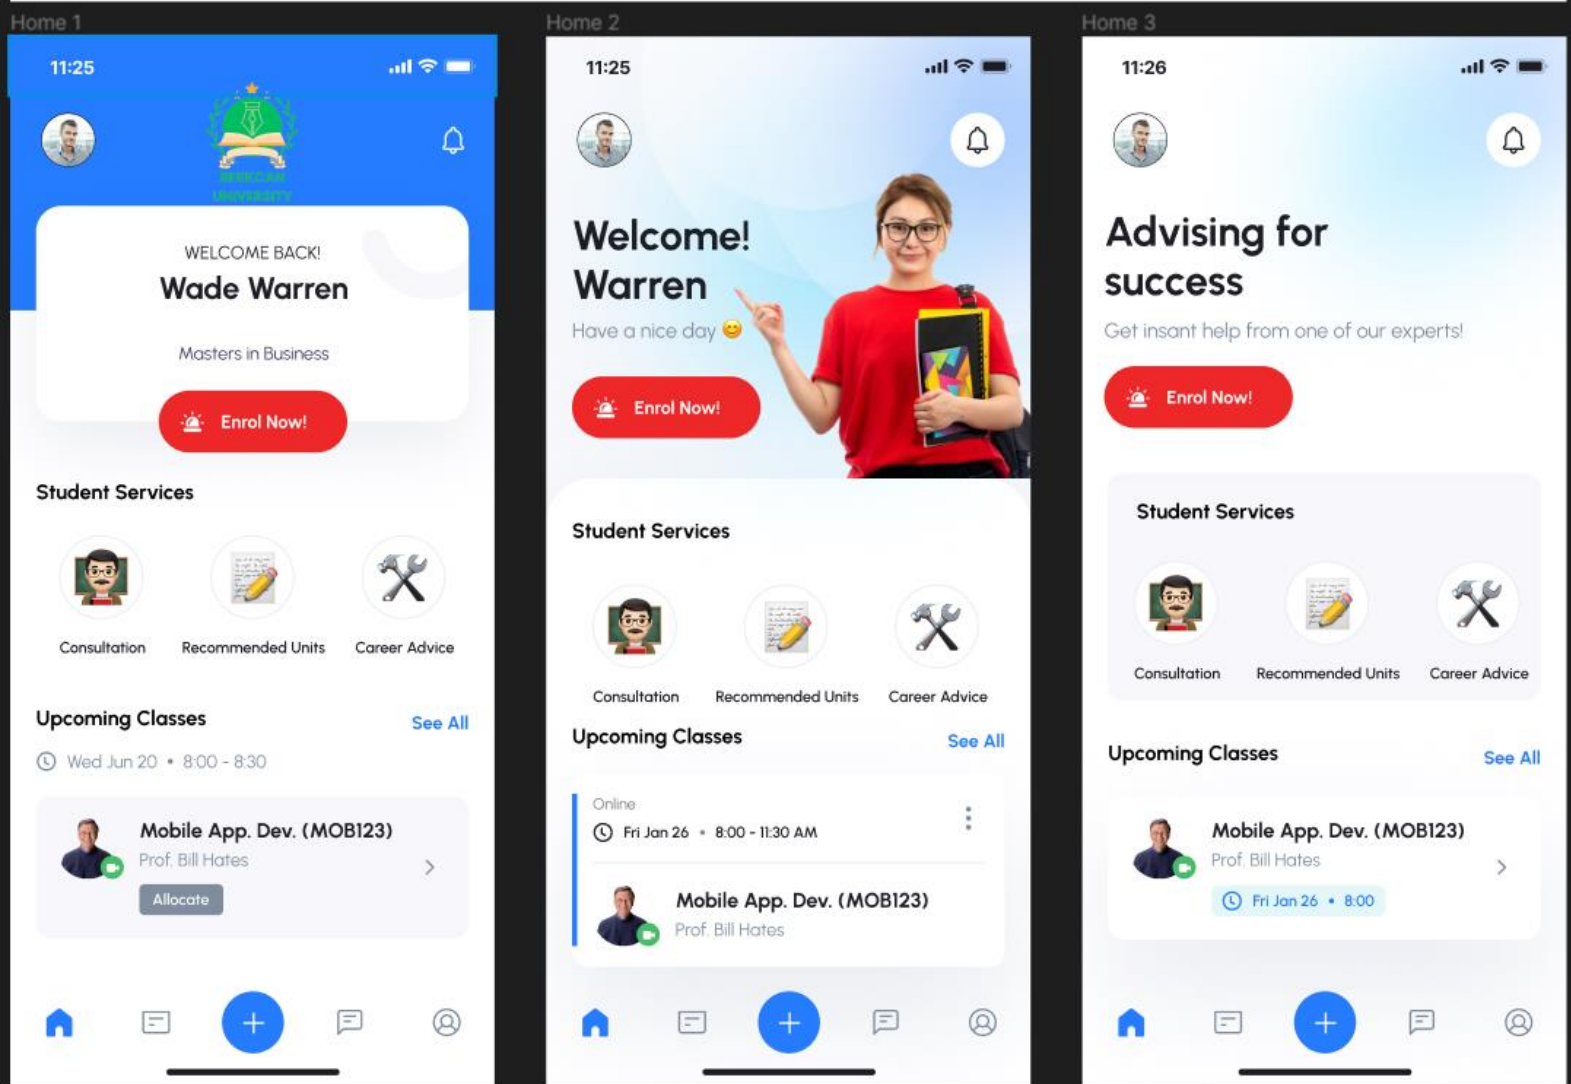 Home 1
11:25
SEEKCAN
UNIVERSITY
WELCOME BACK!
Wade Warren
Masters in Business
Enrol Now!
Student Services
Consultation
Recommended Units
Career Advice
Upcoming Classes
See All
Wed Jun 20 • 8:00 - 8:30
Mobile App. Dev. (MOB123)
Prof. Bill Hates
Allocate
Home 2
11:25
Welcome!
Warren
Have a nice day 😊
Enrol Now!
Student Services
Consultation
Recommended Units
Career Advice
Upcoming Classes
See All
Online
Fri Jan 26 • 8:00 - 11:30 AM
Mobile App. Dev. (MOB123)
Prof. Bill Hates
Home 3
11:26
Advising for
success
Get insant help from one of our experts!
Enrol Now!
Student Services
Consultation
Recommended Units
Career Advice
Upcoming Classes
See All
Mobile App. Dev. (MOB123)
Prof. Bill Hates
Fri Jan 26 • 8:00